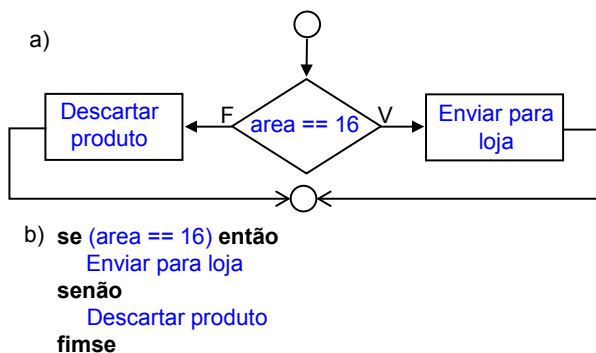 a)
Descartar
produto
F
area == 16
V
Enviar para
loja
b) se (area == 16) então
Enviar para loja
senão
Descartar produto
fimse